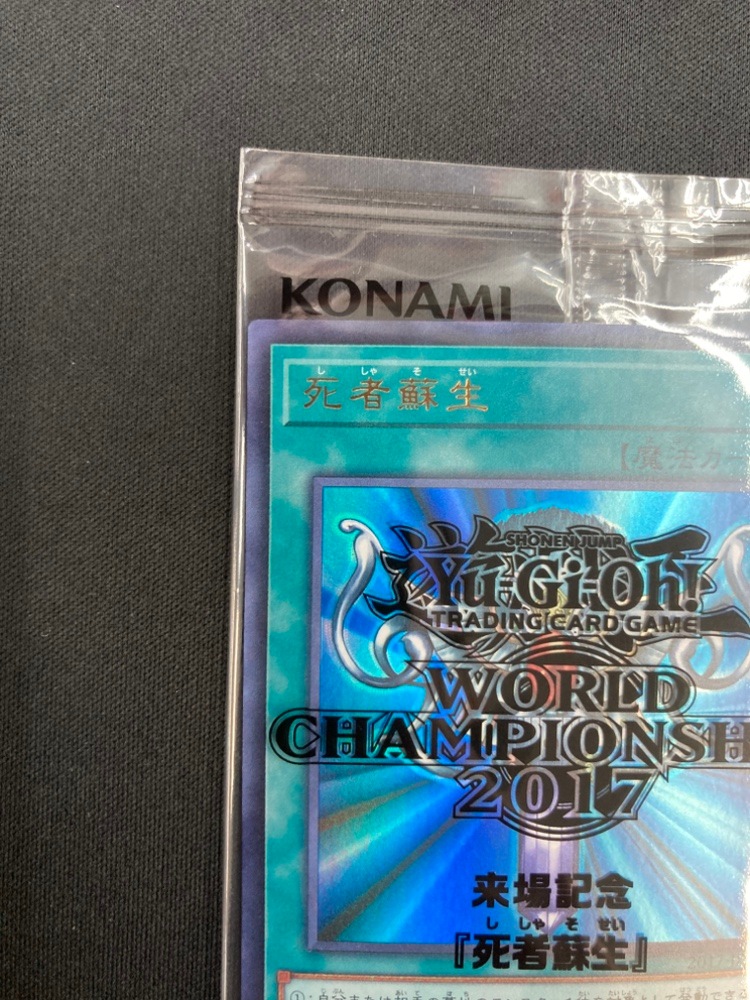 KONAMI
し しゃ そ せい
死者蘇生
【魔法カー
SHONEN JUMP
Yu-Gi-Oh!
TRADING CARD GAME
WORLD
CHAMPIONSH
2017
来場記念
し しゃ そ せい
『死者蘇生』